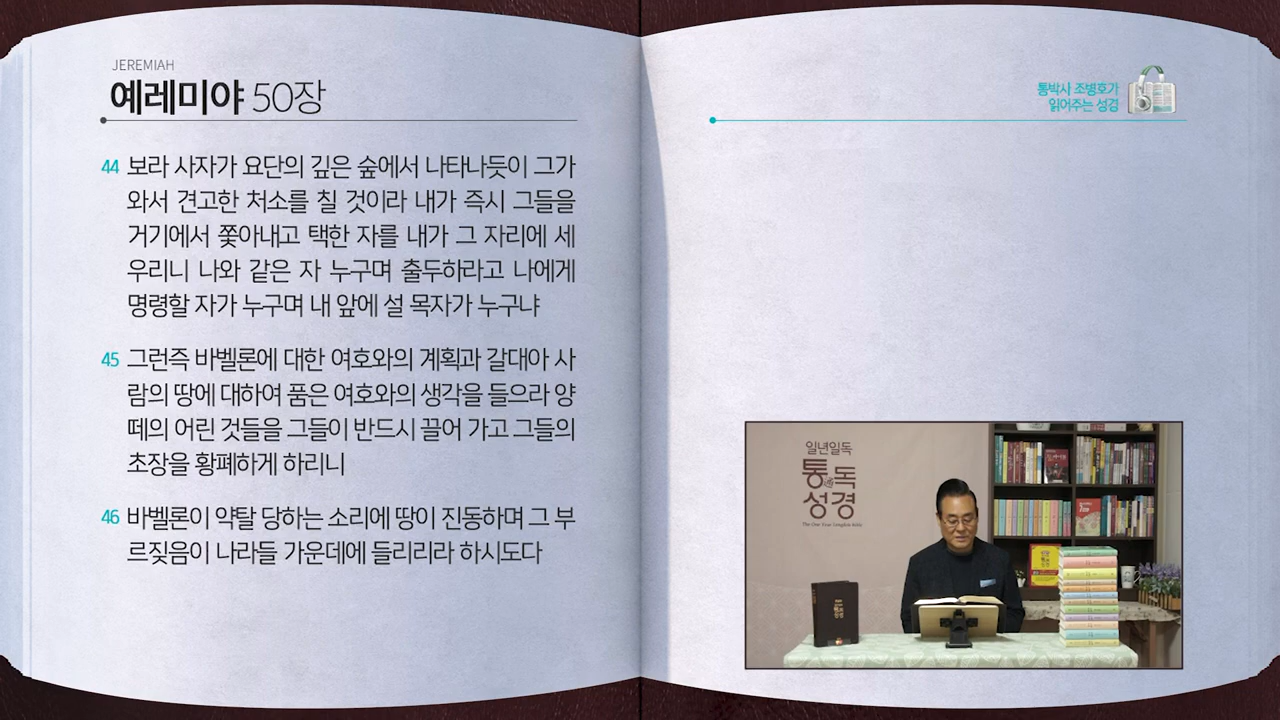 JEREMIAH
예레미야 50장
44 보라 사자가 요단의 깊은 숲에서 나타나듯이 그가
와서 견고한 처소를 칠 것이라 내가 즉시 그들을
거기에서 쫓아내고 택한 자를 내가 그 자리에 세
우리니 나와 같은 자 누구며 출두하라고 나에게
명령할 자가 누구며 내 앞에 설 목자가 누구냐
45 그런즉 바벨론에 대한 여호와의 계획과 갈대아 사
람의 땅에 대하여 품은 여호와의 생각을 들으라 양
떼의 어린 것들을 그들이 반드시 끌어 가고 그들의
초장을 황폐하게 하리니
46 바벨론이 약탈 당하는 소리에 땅이 진동하며 그 부
르짖음이 나라들 가운데에 들리리라 하시도다
통박사 조병호가
읽어주는 성경
일년일독
통독
성경
The One Year Tongdok Bible